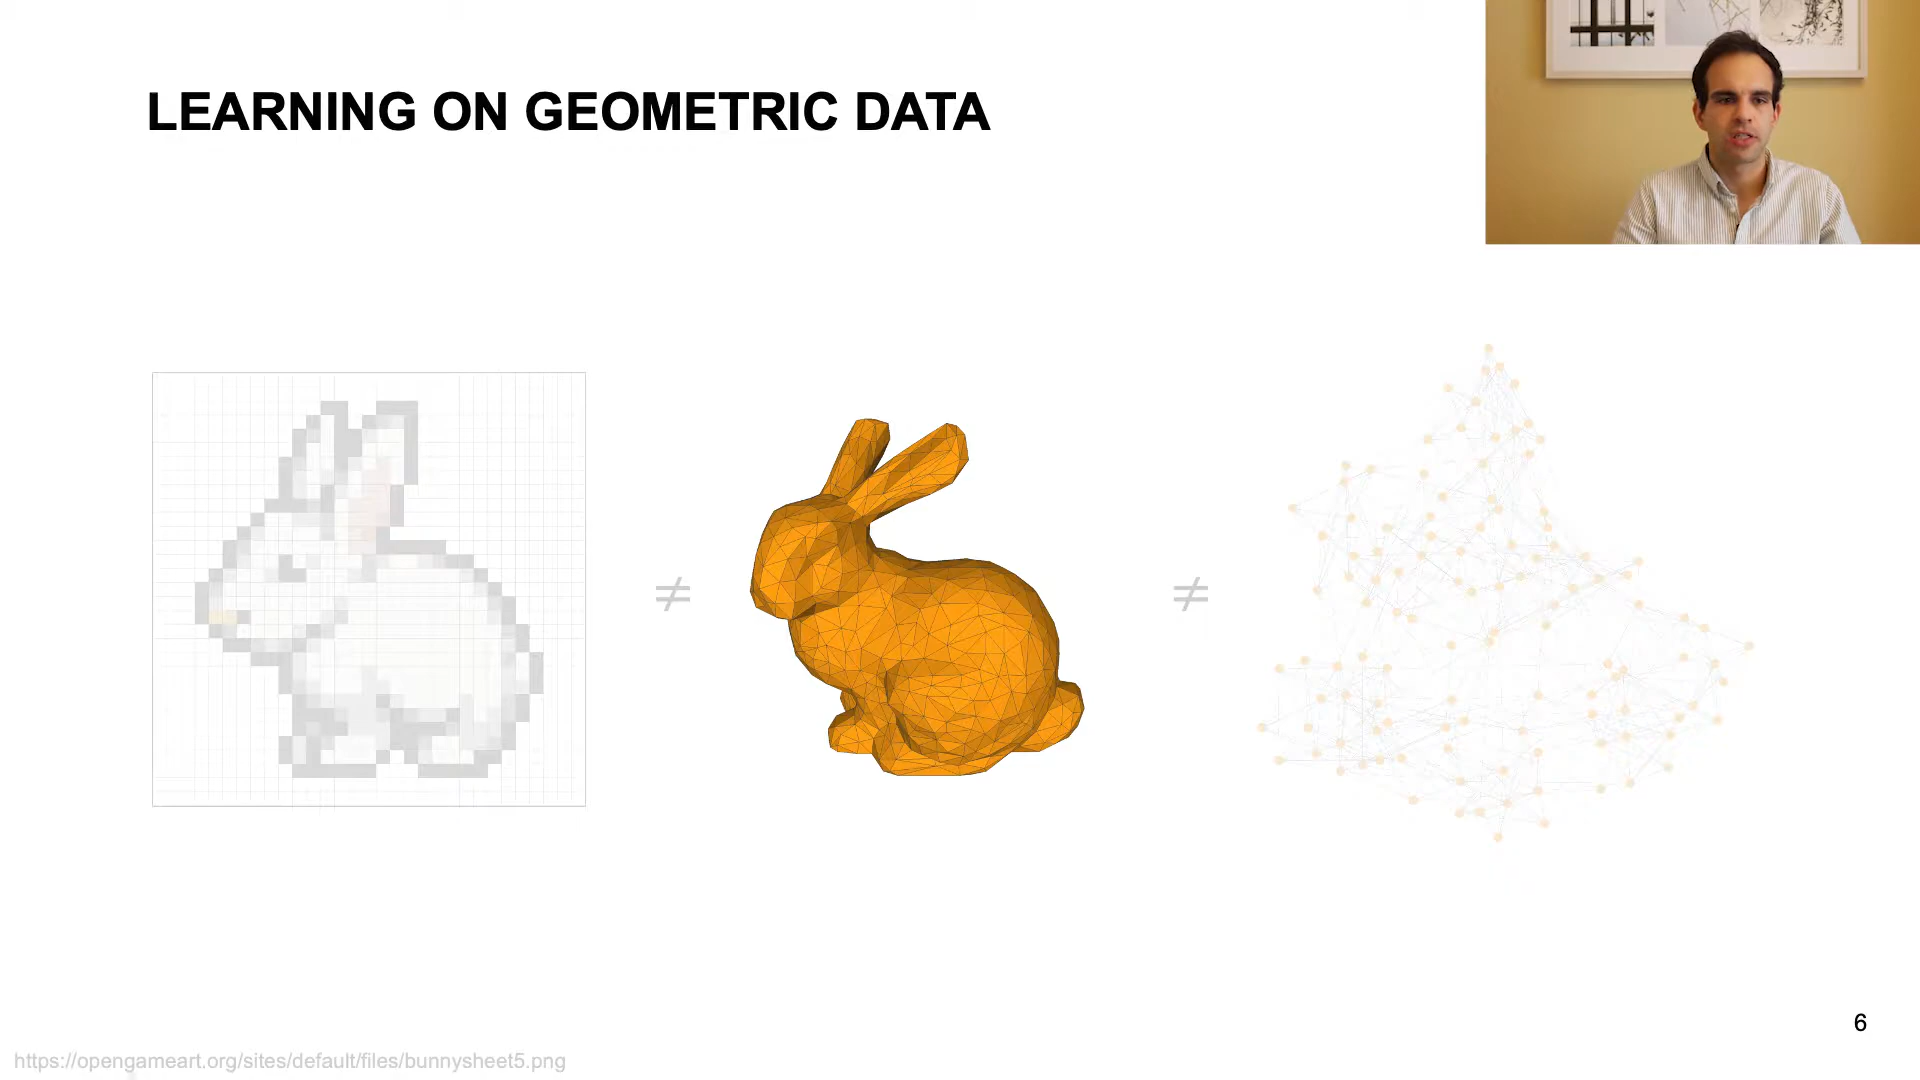 LEARNING ON GEOMETRIC DATA
≠
≠
6
https://opengameart.org/sites/default/files/bunnysheet5.png